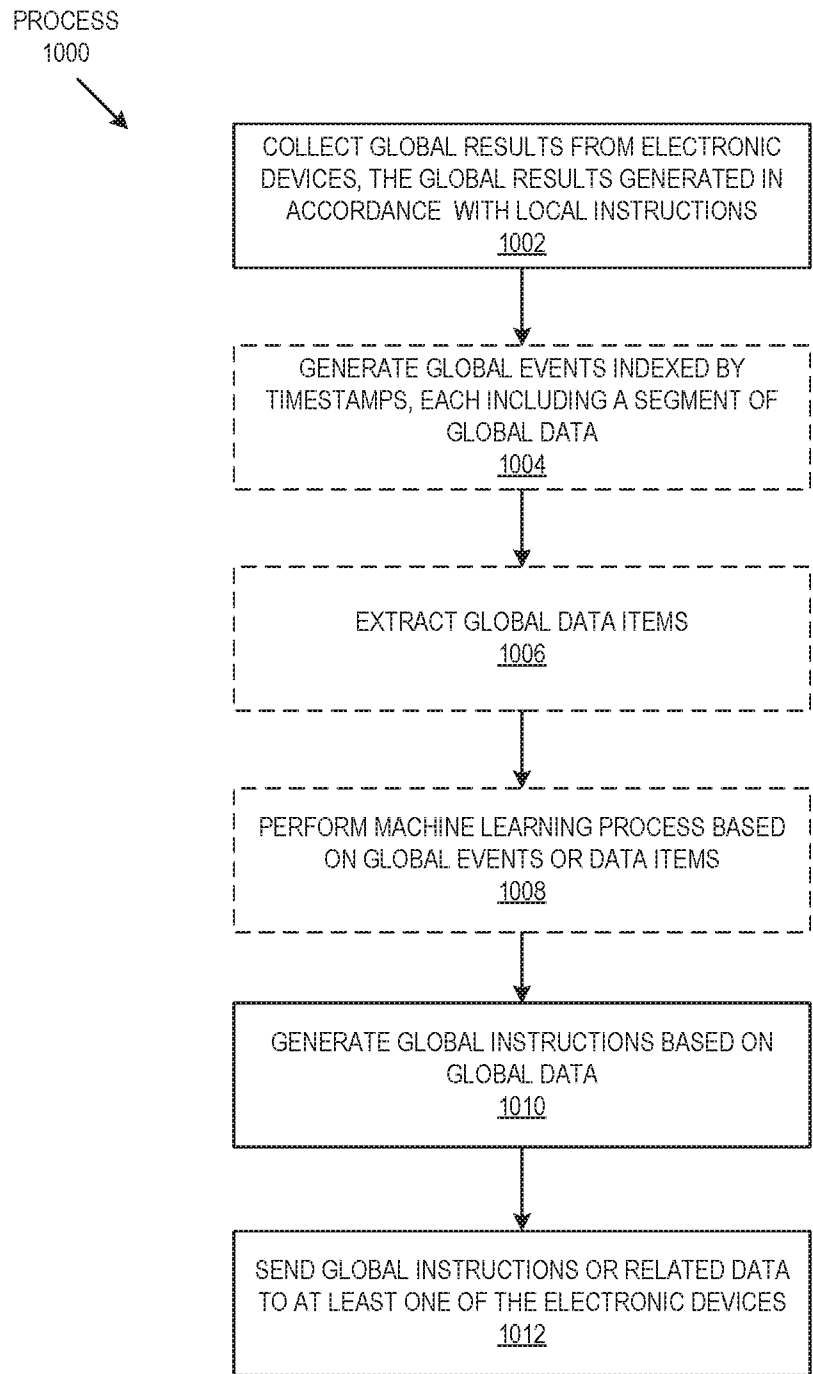 PROCESS
1000
COLLECT GLOBAL RESULTS FROM ELECTRONIC
DEVICES, THE GLOBAL RESULTS GENERATED IN
ACCORDANCE WITH LOCAL INSTRUCTIONS
1002
GENERATE GLOBAL EVENTS INDEXED BY
TIMESTAMPS, EACH INCLUDING A SEGMENT OF
GLOBAL DATA
1004
EXTRACT GLOBAL DATA ITEMS
1006
PERFORM MACHINE LEARNING PROCESS BASED
ON GLOBAL EVENTS OR DATA ITEMS
1008
GENERATE GLOBAL INSTRUCTIONS BASED ON
GLOBAL DATA
1010
SEND GLOBAL INSTRUCTIONS OR RELATED DATA
TO AT LEAST ONE OF THE ELECTRONIC DEVICES
1012